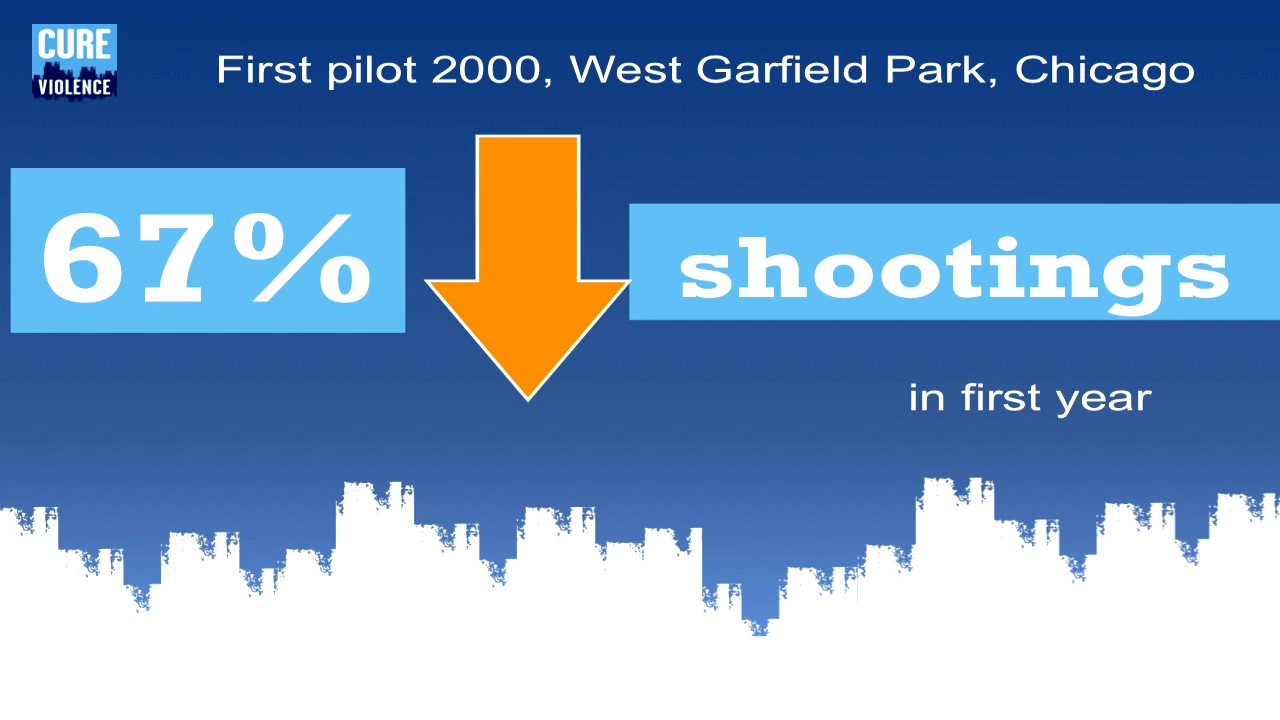 CURE
VIOLENCE
First pilot 2000, West Garfield Park, Chicago
67%
shootings
in first year